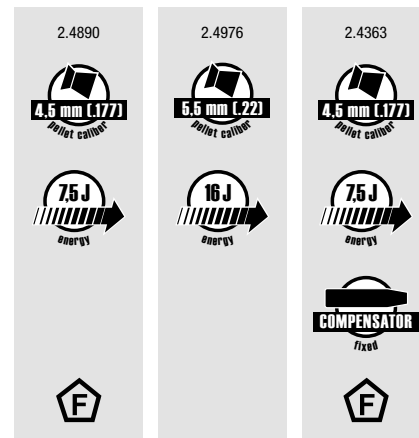 2.4890
4,5 mm (.177)
pellet caliber
7,5 J
energy
F
2.4976
5,5 mm (.22)
pellet caliber
16 J
energy
2.4363
4,5 mm (.177)
pellet caliber
7,5 J
energy
COMPENSATOR
fixed
F